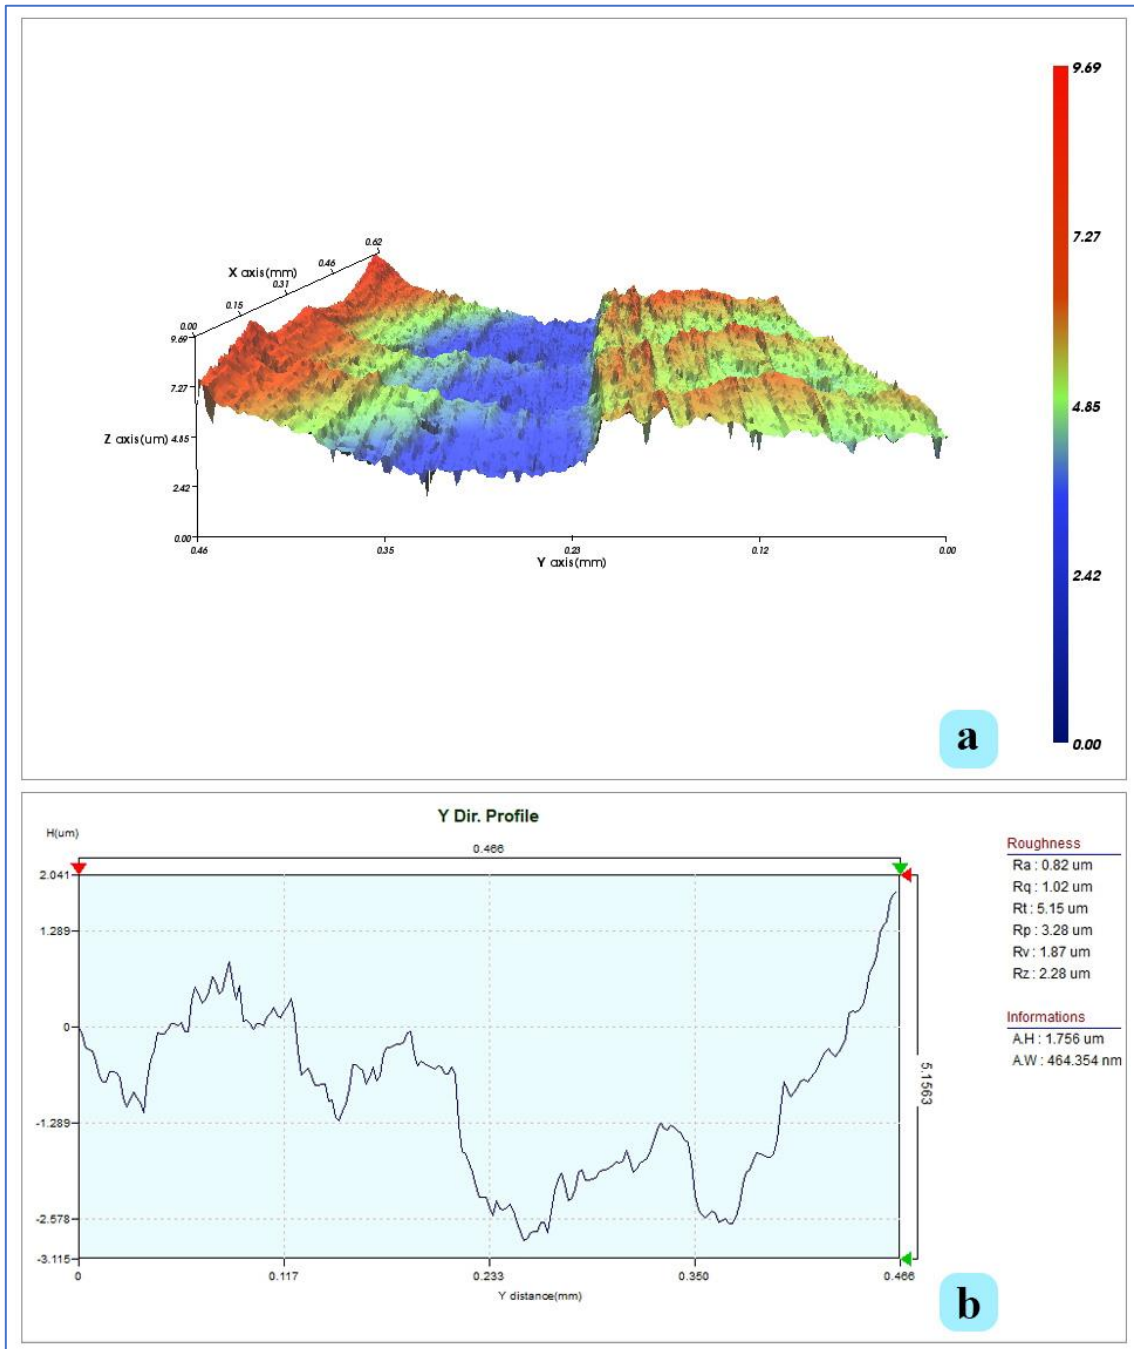 9.69
7.27
4.85
2.42
0.00
X axis(mm)
0.62
0.46
0.31
0.15
0.00
9.69
7.27
Z axis(um) 4.85
2.42
0.00
0.46
0.35
0.23
0.12
0.00
Y axis(mm)
a
Y Dir. Profile
H(um)
0.466
2.041
1.289
0
-1.289
-2.578
-3.115
5.1563
0
0.117
0.233
0.350
0.466
Y distance(mm)
Roughness
Ra : 0.82 um
Rq : 1.02 um
Rt : 5.15 um
Rp : 3.28 um
Rv : 1.87 um
Rz : 2.28 um
Informations
A.H : 1.756 um
A.W : 464.354 nm
b